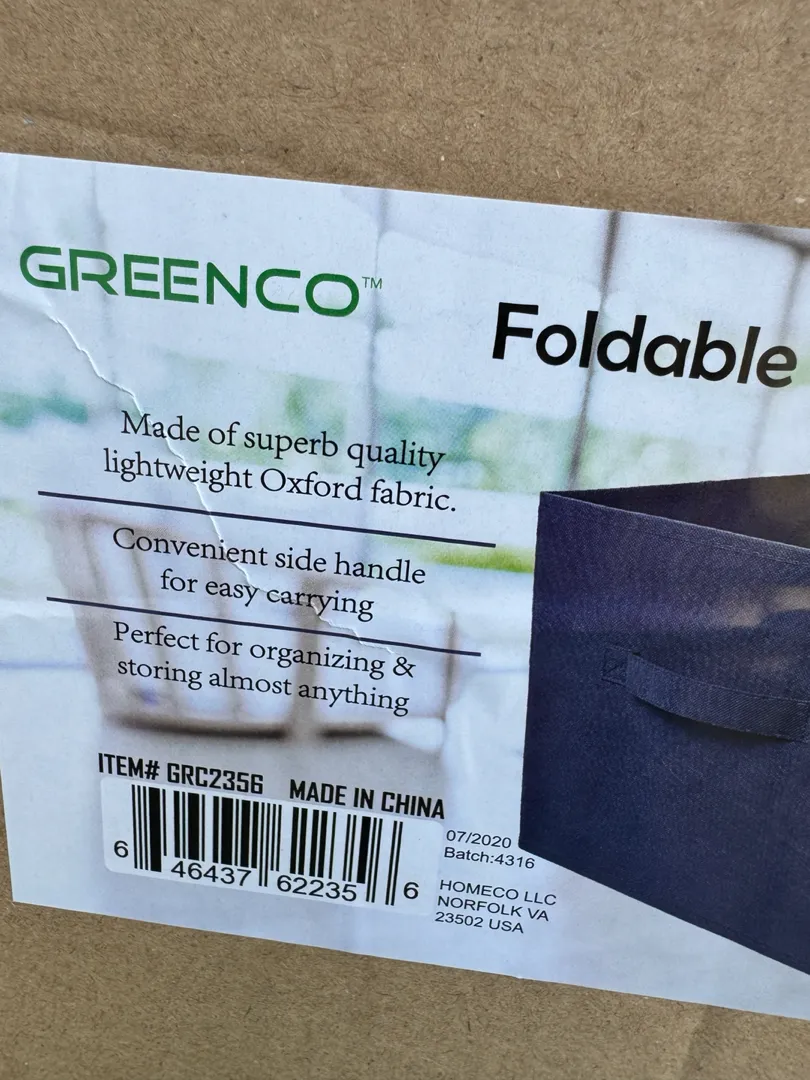 GREENCO™
Foldable
Made of superb quality
lightweight Oxford fabric.
Convenient side handle
for easy carrying
Perfect for organizing &
storing almost anything
ITEM# GRC2356 MADE IN CHINA
6 46437 62235 6
07/2020
Batch:4316
HOMECO LLC
NORFOLK VA
23502 USA